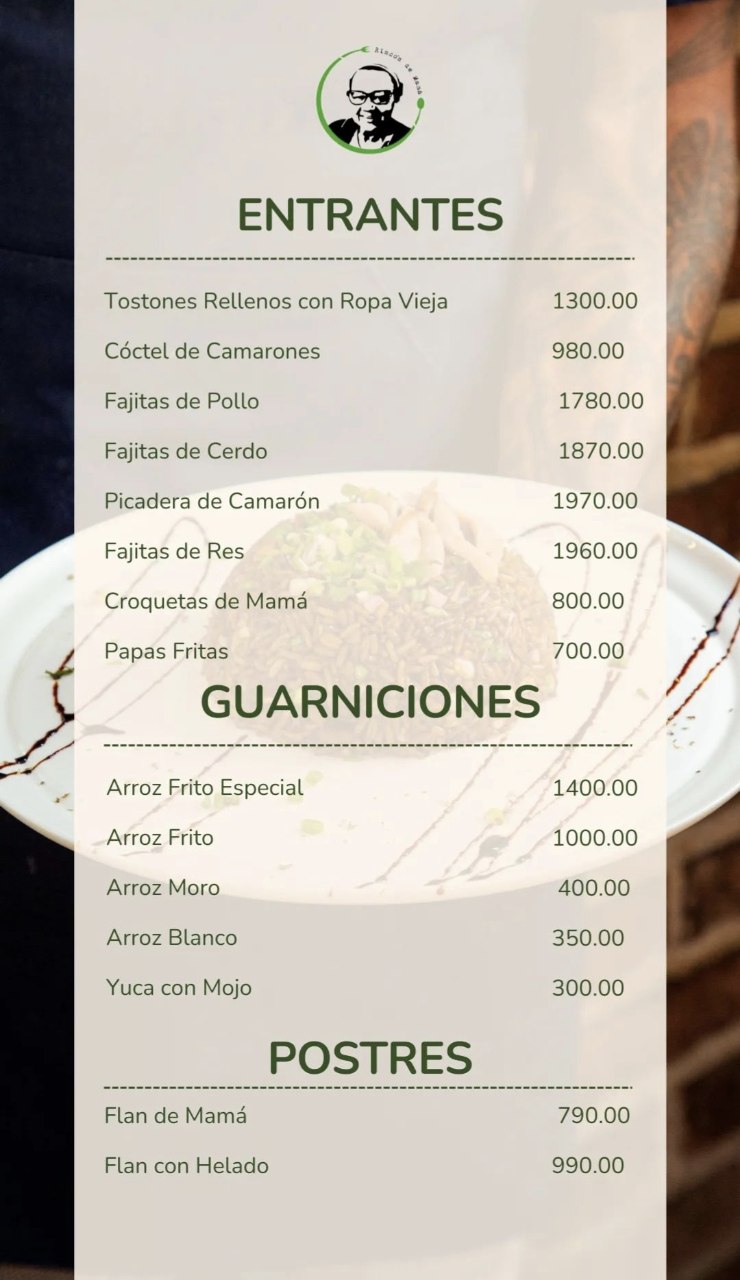 Rincón de Mamá
ENTRANTES
Tostones Rellenos con Ropa Vieja 1300.00
Cóctel de Camarones 980.00
Fajitas de Pollo 1780.00
Fajitas de Cerdo 1870.00
Picadera de Camarón 1970.00
Fajitas de Res 1960.00
Croquetas de Mamá 800.00
Papas Fritas 700.00
GUARNICIONES
Arroz Frito Especial 1400.00
Arroz Frito 1000.00
Arroz Moro 400.00
Arroz Blanco 350.00
Yuca con Mojo 300.00
POSTRES
Flan de Mamá 790.00
Flan con Helado 990.00